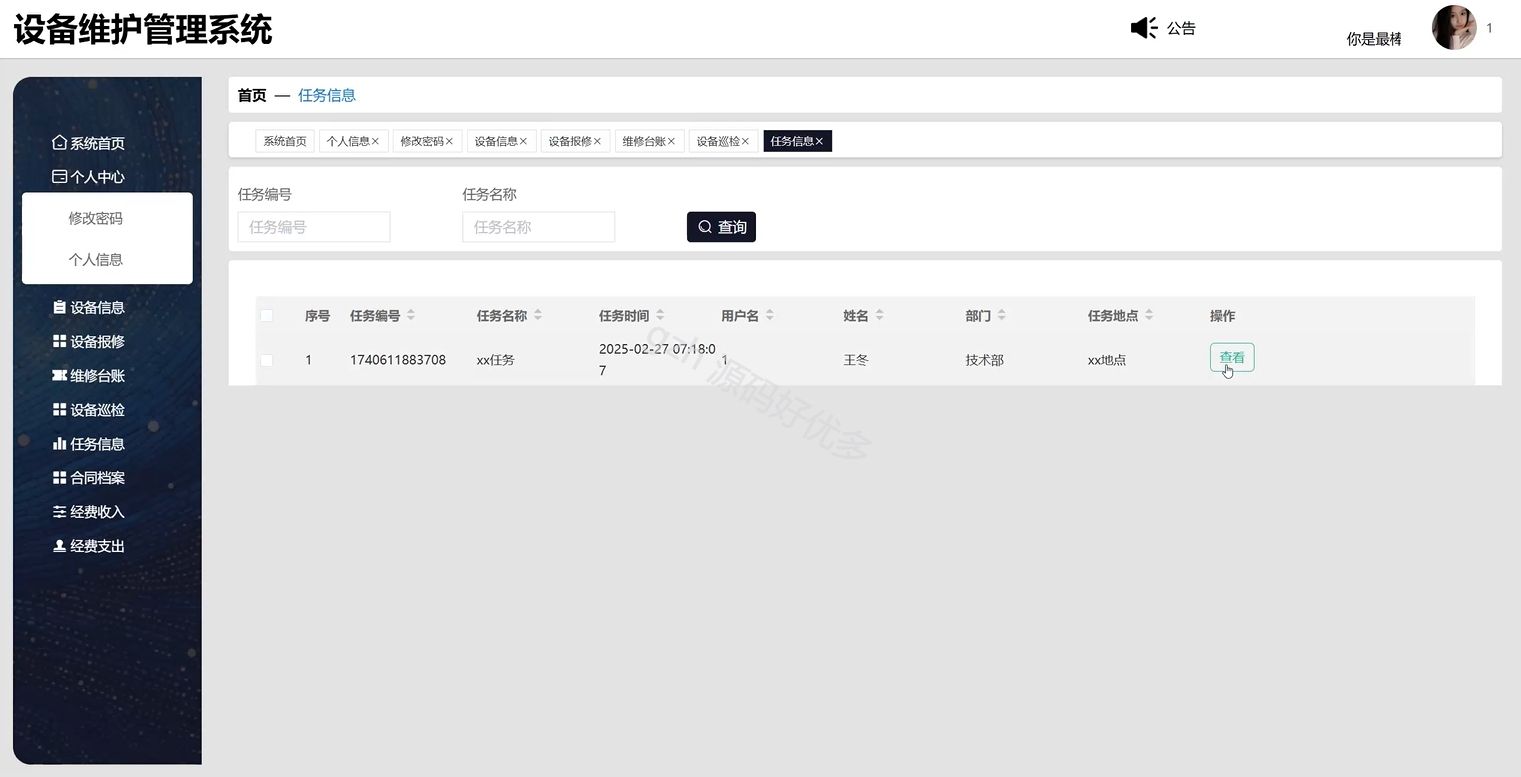 设备维护管理系统
公告
你是最棒
1
系统首页
个人中心
修改密码
个人信息
设备信息
设备报修
维修台账
设备巡检
任务信息
合同档案
经费收入
经费支出
首页 — 任务信息
系统首页 个人信息× 修改密码× 设备信息× 设备报修× 维修台账× 设备巡检× 任务信息×
任务编号 任务名称
任务编号 任务名称 查询
序号 任务编号 任务名称 任务时间 用户名 姓名 部门 任务地点 操作
1 1740611883708 xx任务 2025-02-27 07:18:0 1 王冬 技术部 xx地点 查看
7
qzh 源码好优多